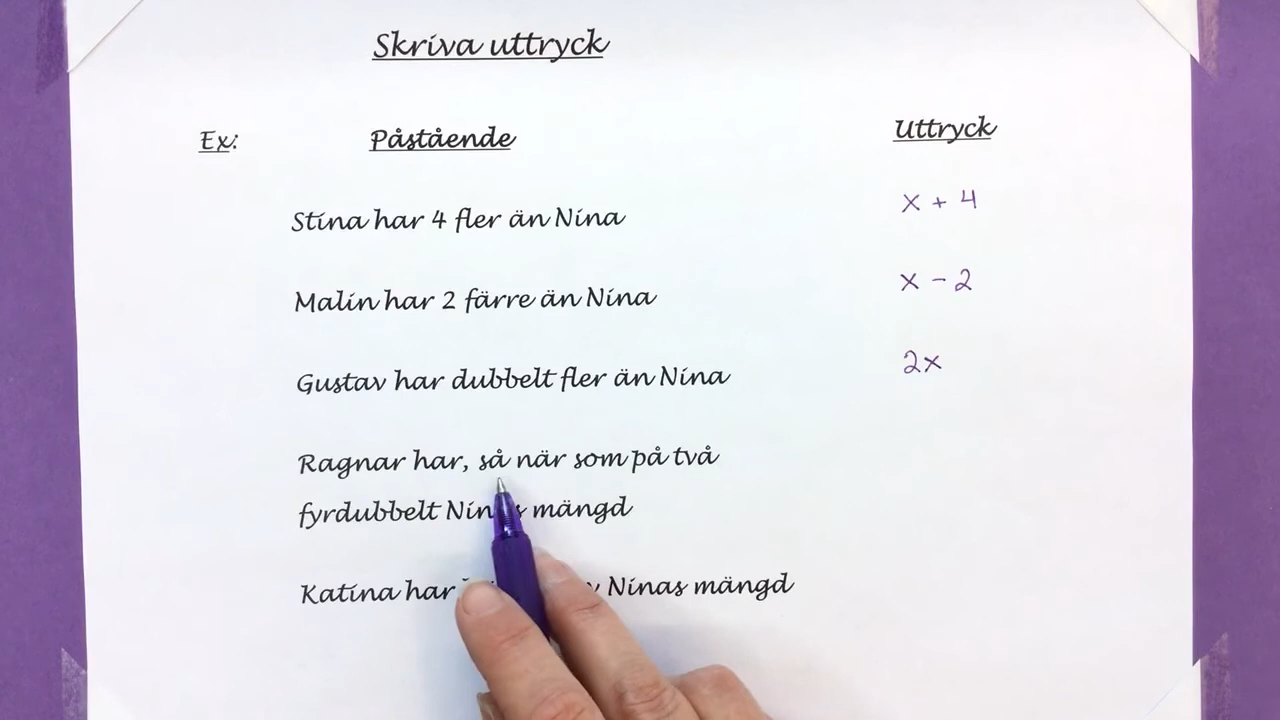 Skriva uttryck
Ex: Påstående Uttryck
Stina har 4 fler än Nina x + 4
Malin har 2 färre än Nina x - 2
Gustav har dubbelt fler än Nina 2x
Ragnar har, så när som på två
fyrdubbelt mängd
Katina har Ninas mängd